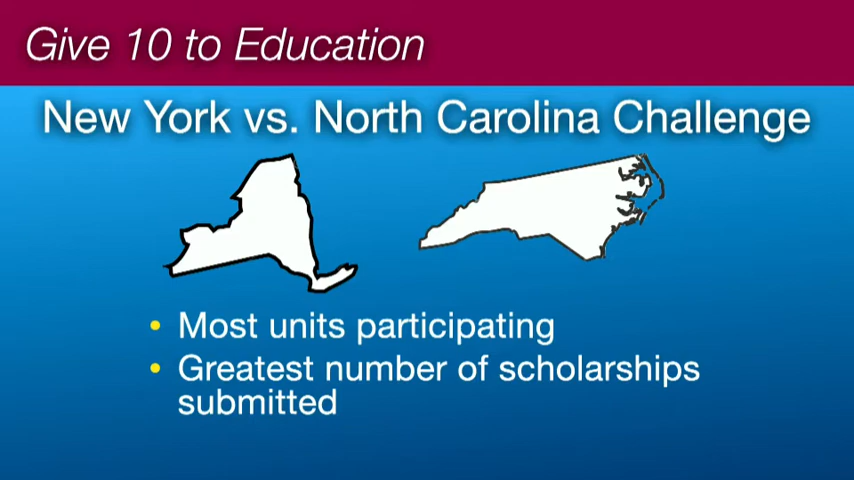 Give 10 to Education
New York vs. North Carolina Challenge
• Most units participating
• Greatest number of scholarships
submitted